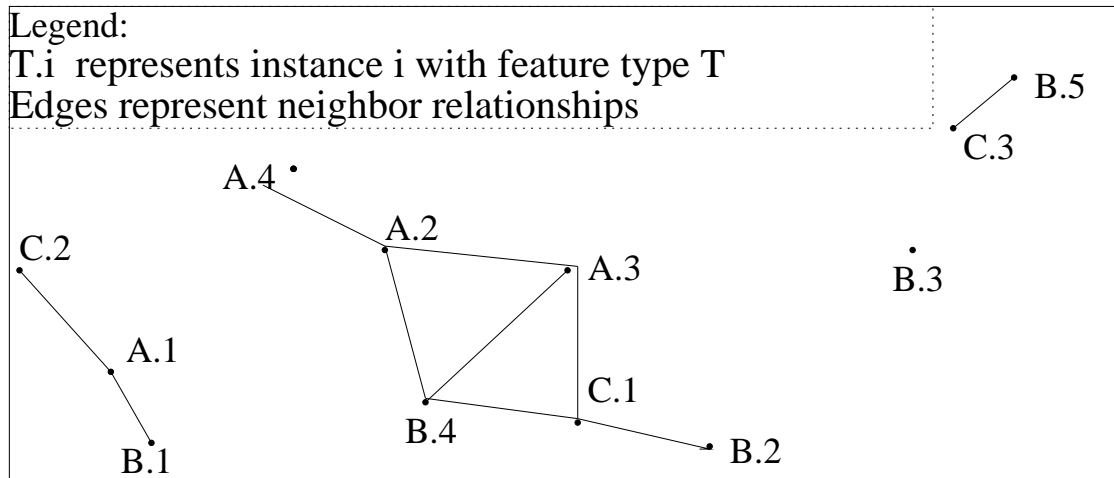 Legend:
T.i represents instance i with feature type T
Edges represent neighbor relationships
B.5
C.3
A.4
A.2
C.2
A.3
B.3
A.1
C.1
B.4
B.2
B.1